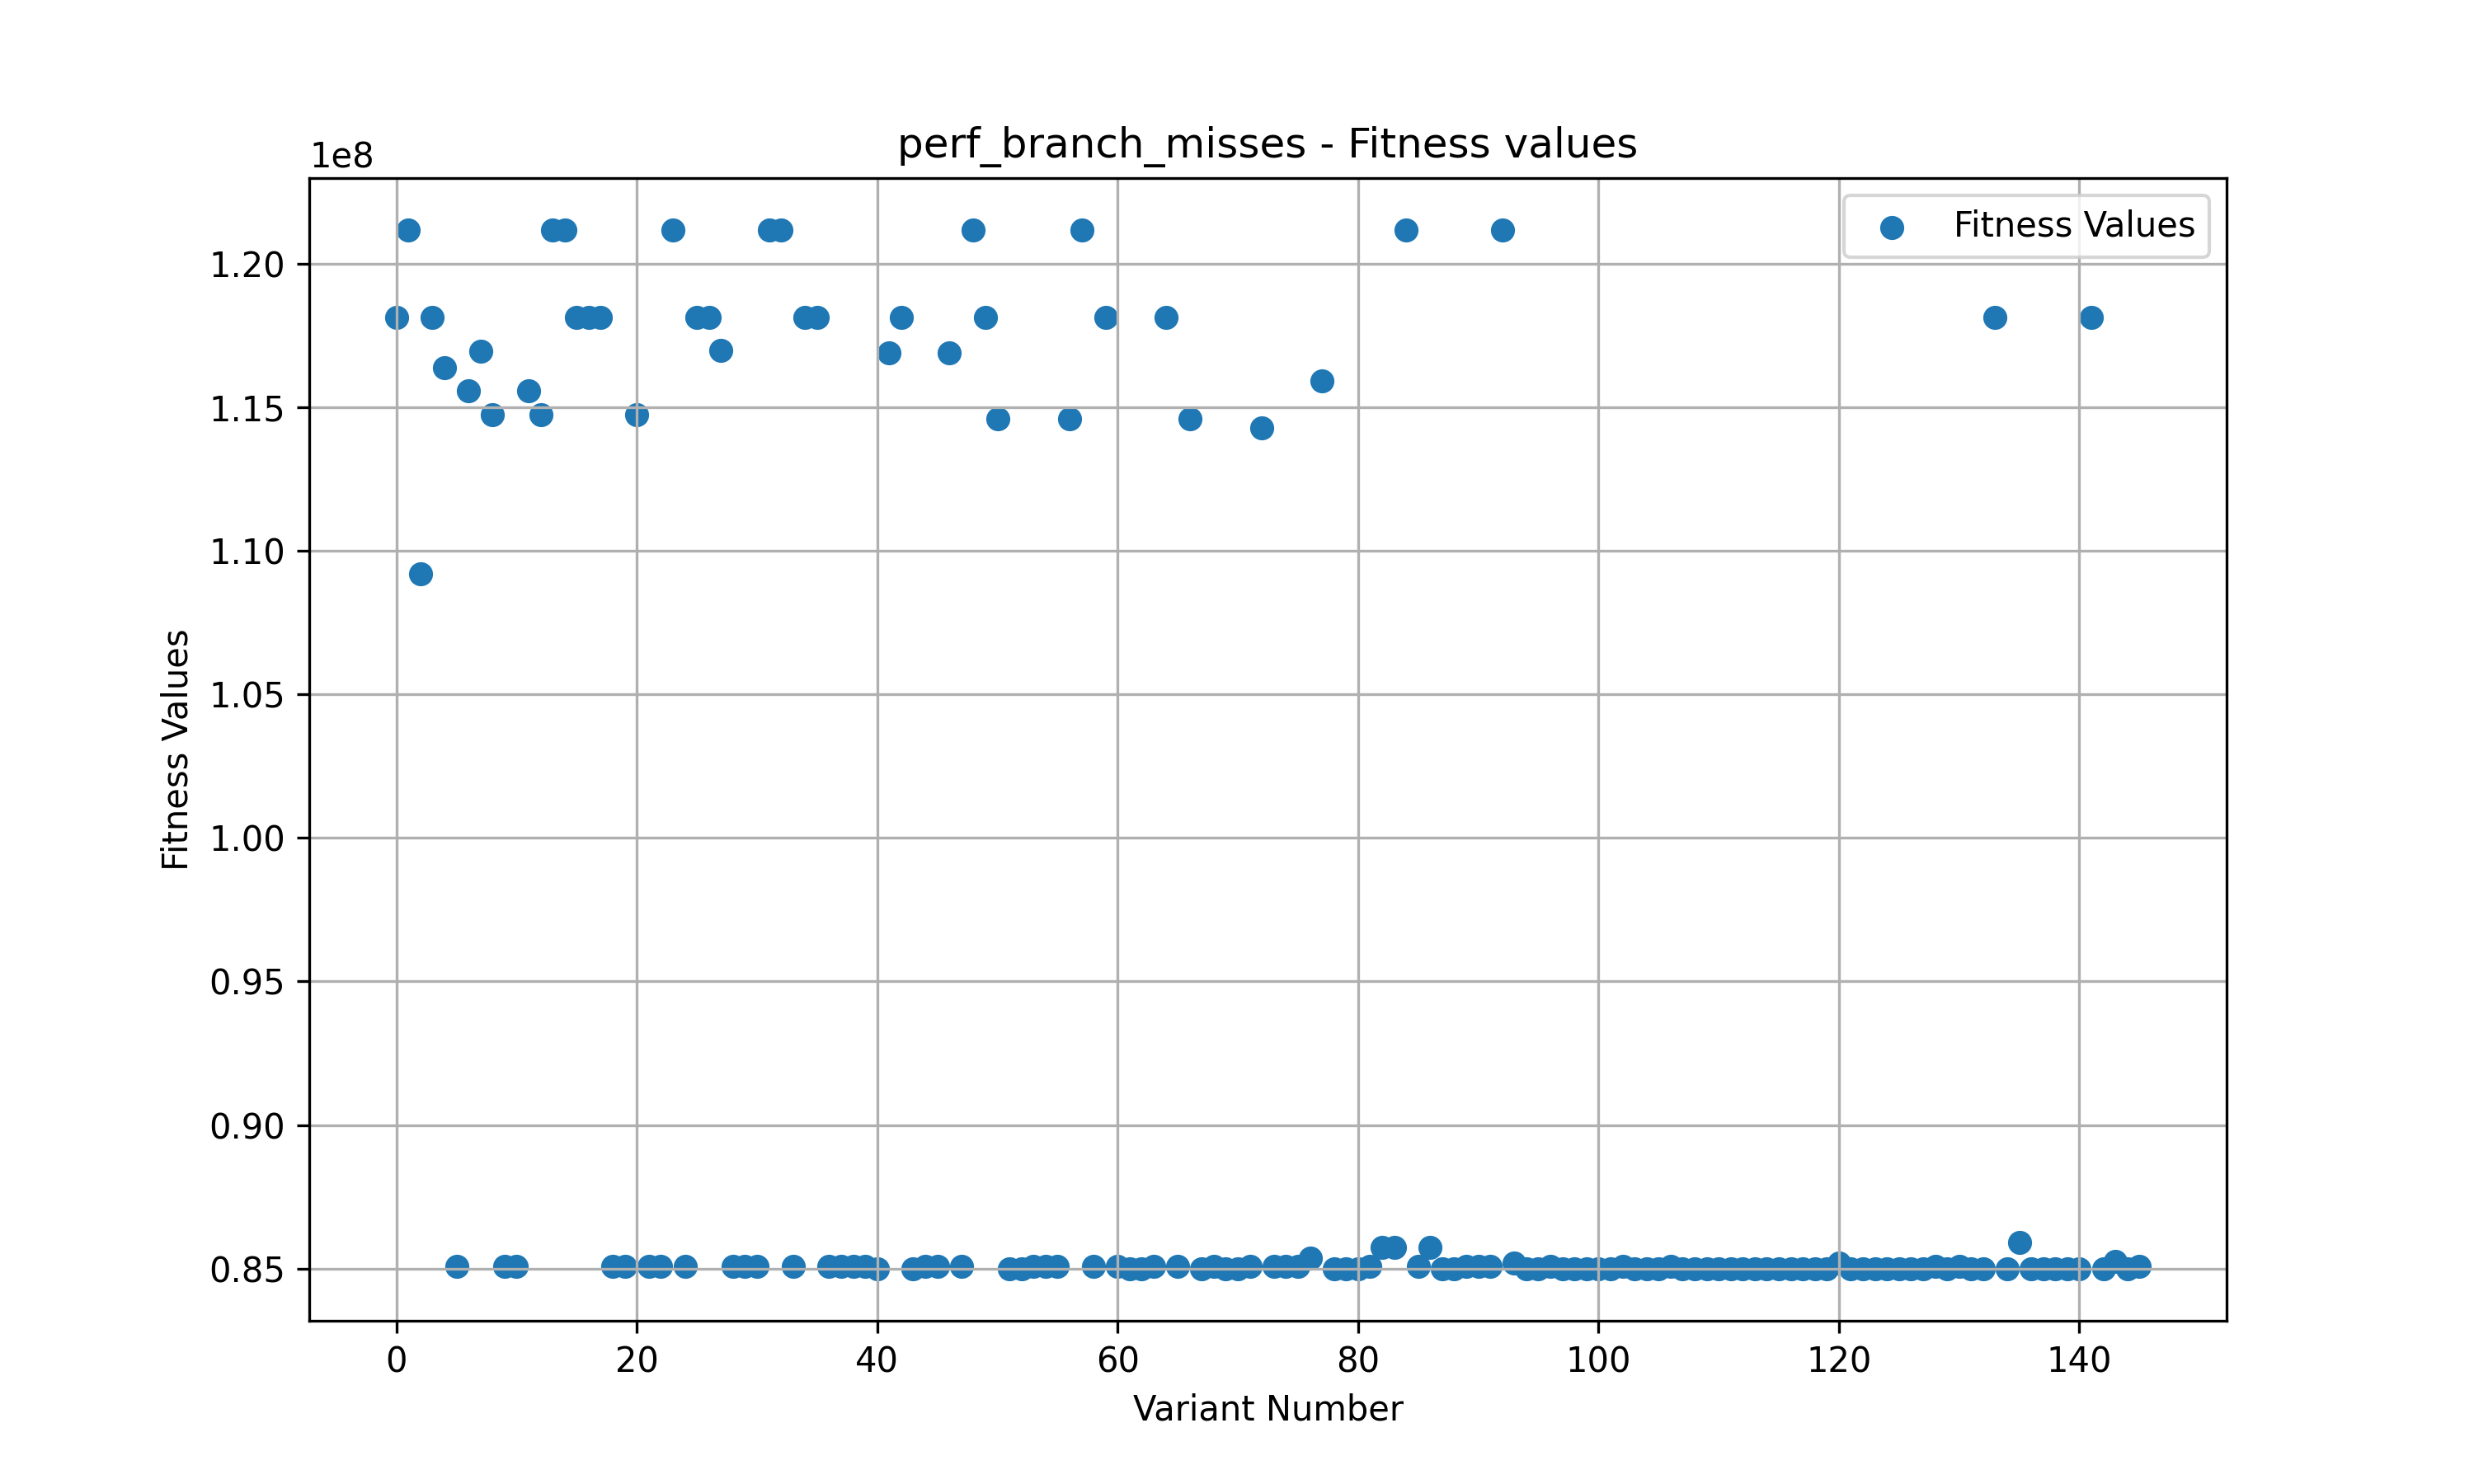 perf_branch_misses - Fitness values
1e8
Fitness Values
1.20
1.15
1.10
1.05
1.00
0.95
0.90
0.85
Fitness Values
0 20 40 60 80 100 120 140
Variant Number